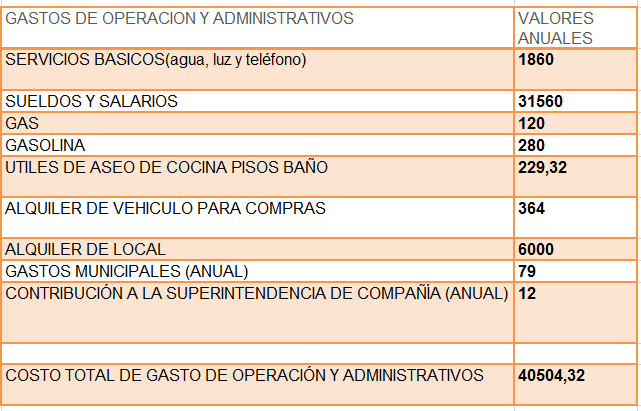 GASTOS DE OPERACION Y ADMINISTRATIVOS VALORES
ANUALES
SERVICIOS BASICOS(agua, luz y teléfono) 1860
SUELDOS Y SALARIOS 31560
GAS 120
GASOLINA 280
UTILES DE ASEO DE COCINA PISOS BAÑO 229,32
ALQUILER DE VEHICULO PARA COMPRAS 364
ALQUILER DE LOCAL 6000
GASTOS MUNICIPALES (ANUAL) 79
CONTRIBUCIÓN A LA SUPERINTENDENCIA DE COMPAÑÍA (ANUAL) 12
COSTO TOTAL DE GASTO DE OPERACIÓN Y ADMINISTRATIVOS 40504,32